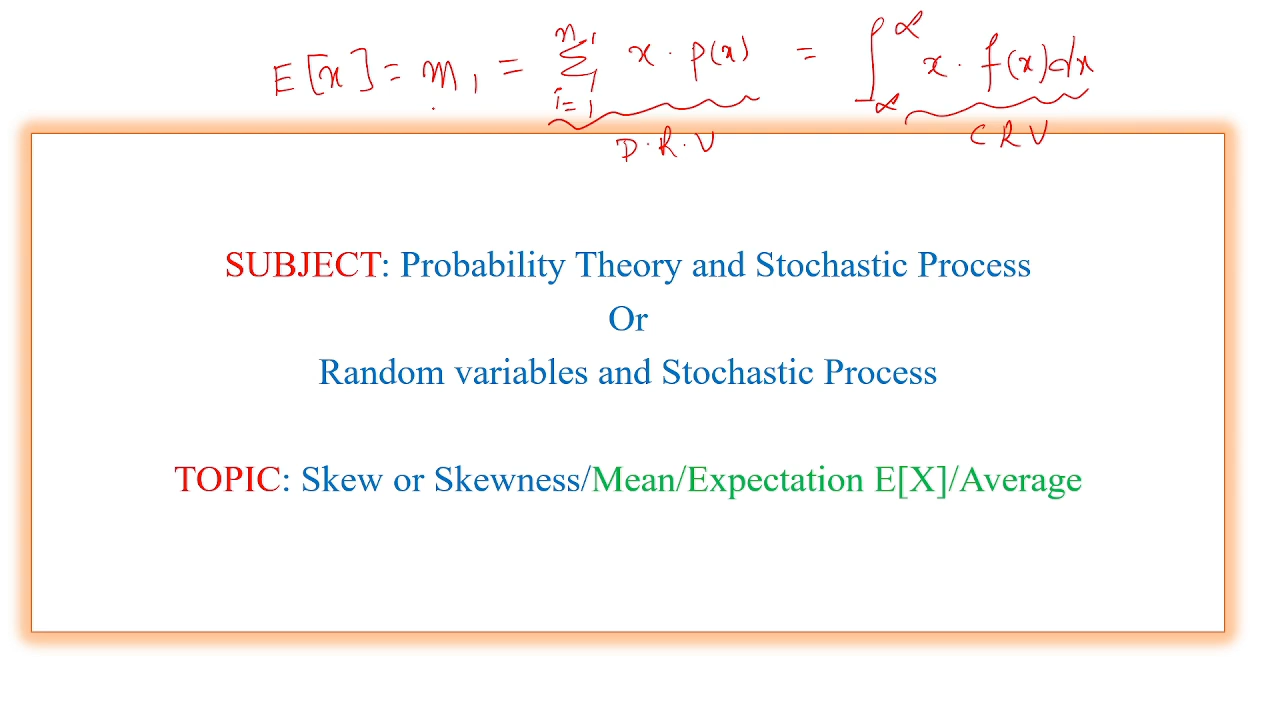 E[x] = m₁ = n Σ i=1 x · p(x) = ∫ -∞ ∞ x · f(x)dx
D.R.V CRV
SUBJECT: Probability Theory and Stochastic Process
Or
Random variables and Stochastic Process
TOPIC: Skew or Skewness/Mean/Expectation E[X]/Average